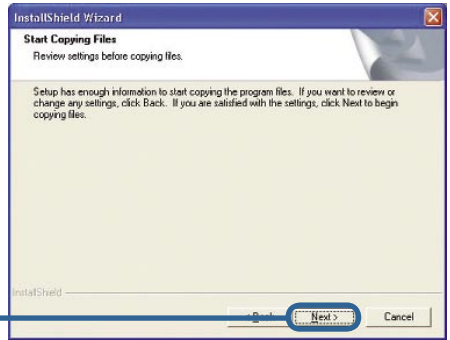 InstallShield Wizard
Start Copying Files
Review settings before copying files.
Setup has enough information to start copying the program files. If you want to review or
change any settings, click Back. If you are satisfied with the settings, click Next to begin
copying files.
InstallShield
Next >
Cancel